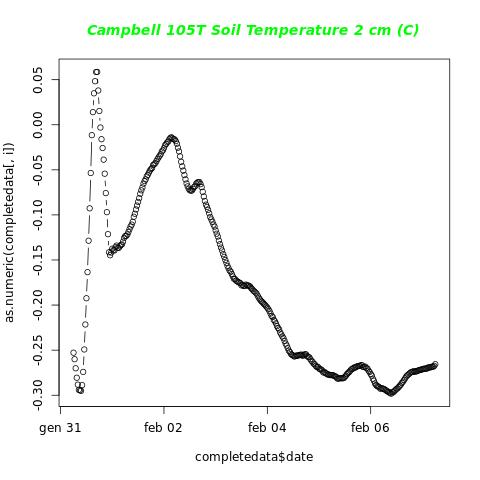 Campbell 105T Soil Temperature 2 cm (C)
as.numeric(completedata[, i])
0.05
0.00
-0.05
-0.10
-0.15
-0.20
-0.25
-0.30
gen 31 feb 02 feb 04 feb 06
completedata$date